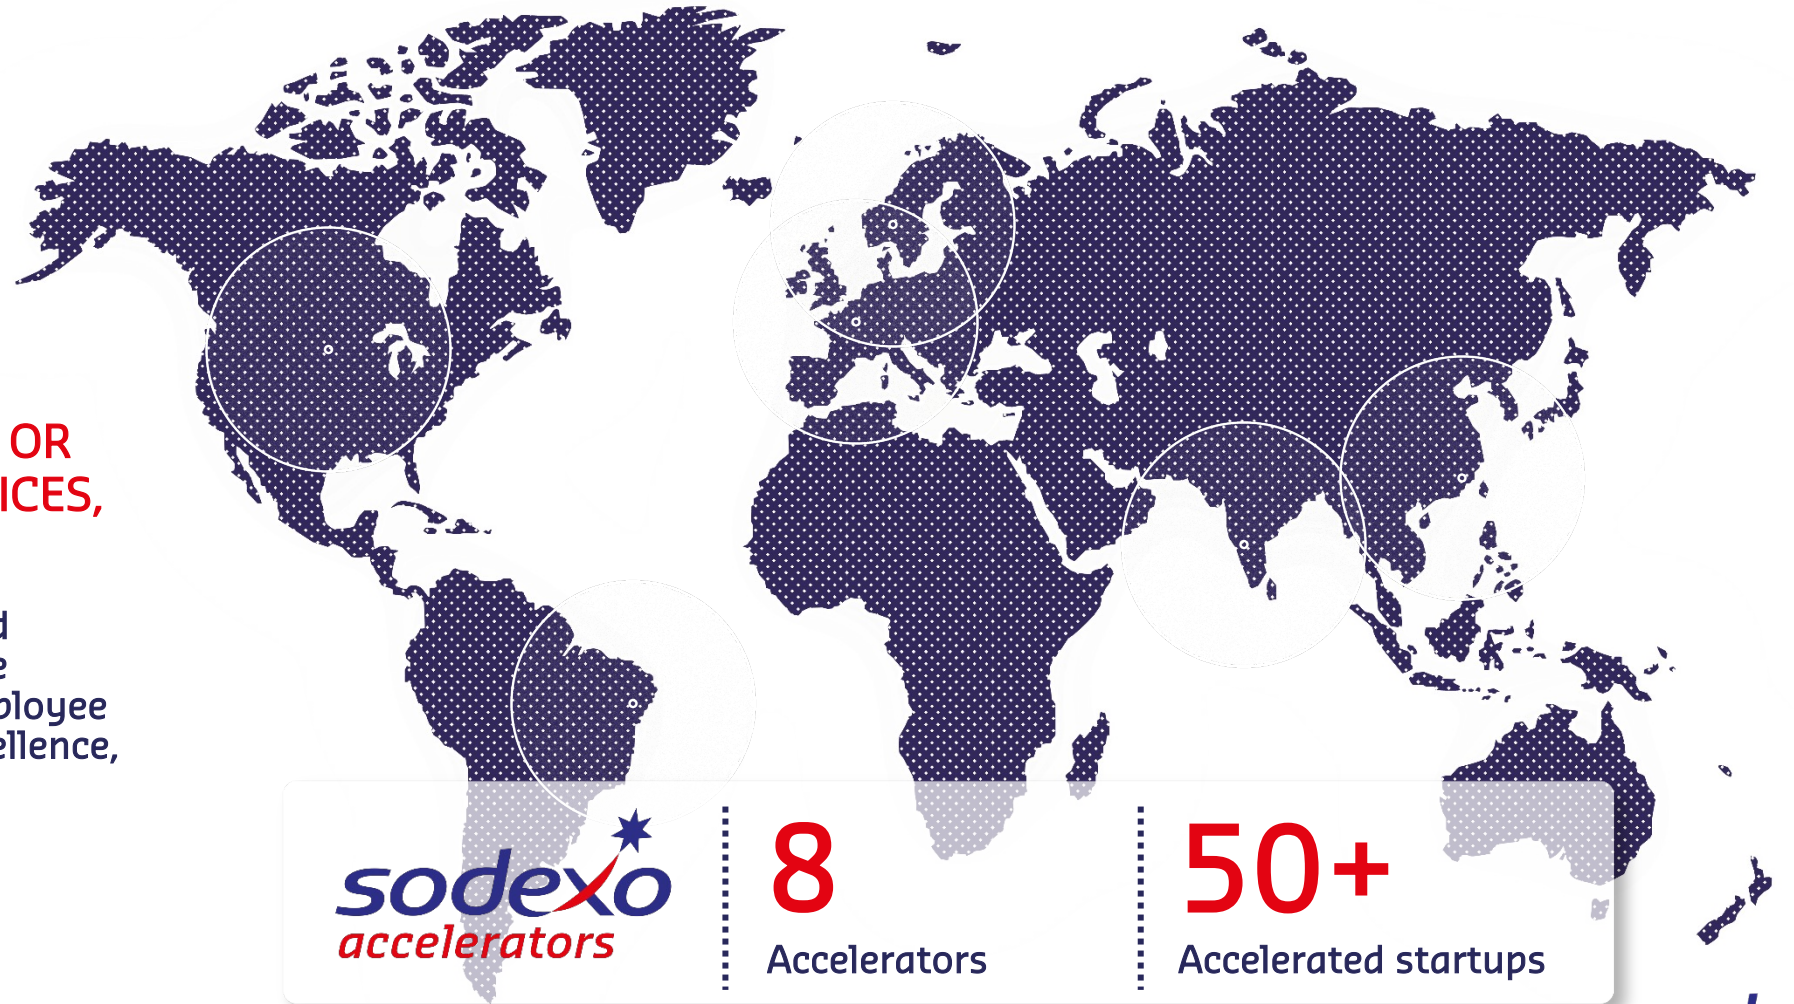 OR
ICES,
d
e
ployee
ellence,
sodexo
accelerators
8
Accelerators
50+
Accelerated startups